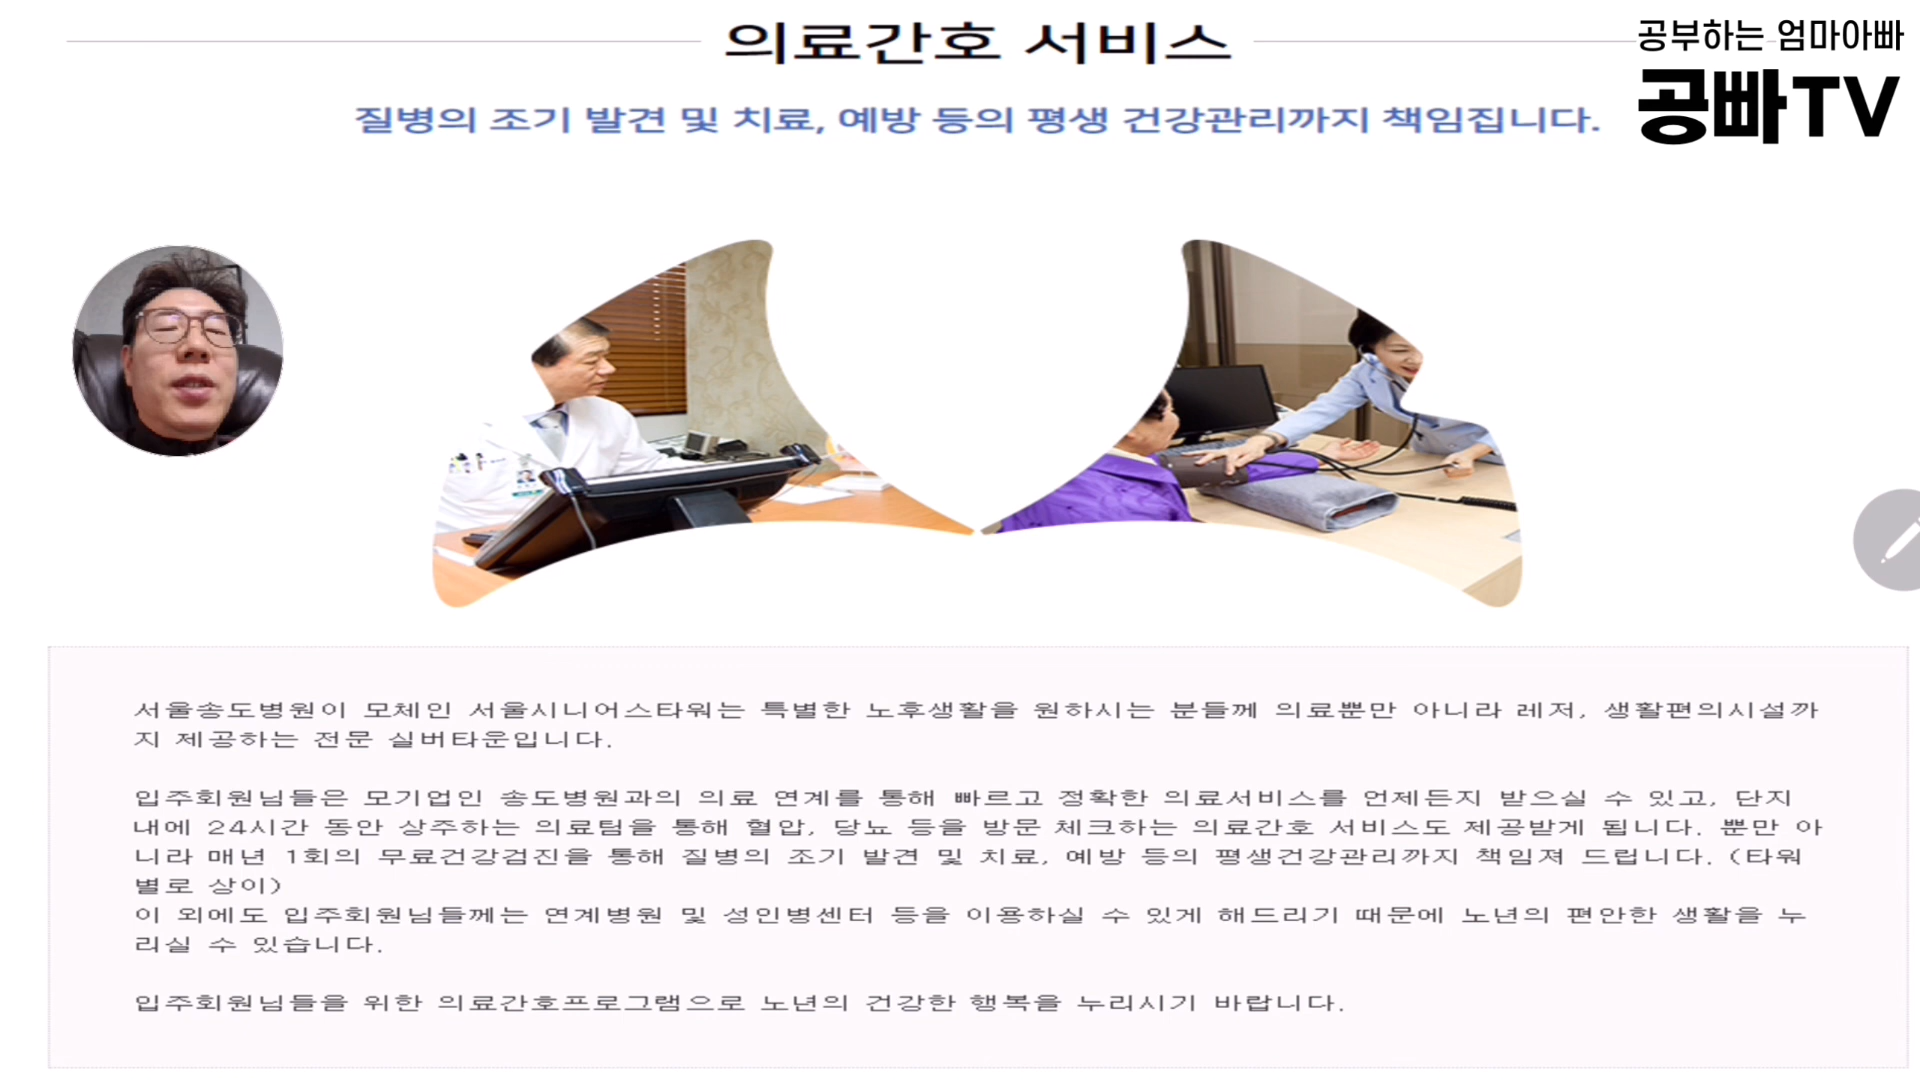 의료간호 서비스
공부하는 엄마아빠
공빠TV
질병의 조기 발견 및 치료, 예방 등의 평생 건강관리까지 책임집니다.
서울송도병원이 모체인 서울시니어스타워는 특별한 노후생활을 원하시는 분들께 의료뿐만 아니라 레저, 생활편의시설까
지 제공하는 전문 실버타운입니다.
입주회원님들은 모기업인 송도병원과의 의료 연계를 통해 빠르고 정확한 의료서비스를 언제든지 받으실 수 있고, 단지
내에 24시간 동안 상주하는 의료팀을 통해 혈압, 당뇨 등을 방문 체크하는 의료간호 서비스도 제공받게 됩니다. 뿐만 아
니라 매년 1회의 무료건강검진을 통해 질병의 조기 발견 및 치료, 예방 등의 평생건강관리까지 책임져 드립니다. (타워
별로 상이)
이 외에도 입주회원님들께는 연계병원 및 성인병센터 등을 이용하실 수 있게 해드리기 때문에 노년의 편안한 생활을 누
리실 수 있습니다.
입주회원님들을 위한 의료간호프로그램으로 노년의 건강한 행복을 누리시기 바랍니다.